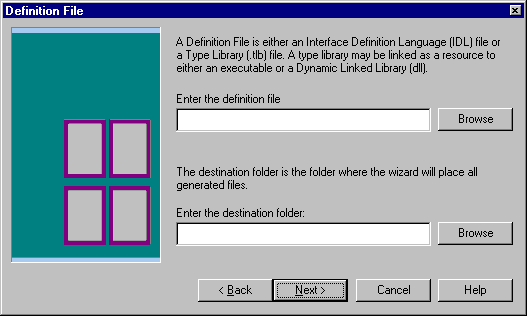 Definition File
A Definition File is either an Interface Definition Language (IDL) file or
a Type Library (.tlb) file. A type library may be linked as a resource to
either an executable or a Dynamic Linked Library (dll).
Enter the definition file
Browse
The destination folder is the folder where the wizard will place all
generated files.
Enter the destination folder:
Browse
< Back Next > Cancel Help